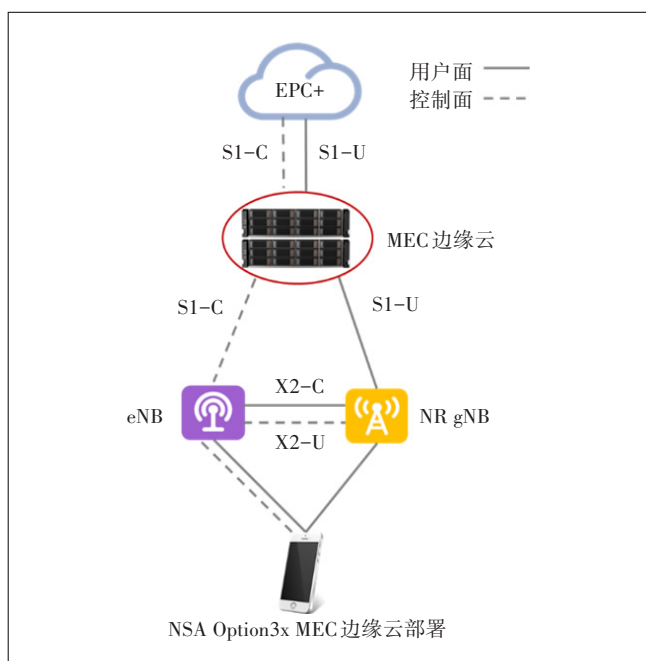 EPC+
用户面
控制面
S1-C
S1-U
MEC边缘云
S1-C
S1-U
X2-C
eNB
NR gNB
X2-U
NSA Option3x MEC边缘云部署